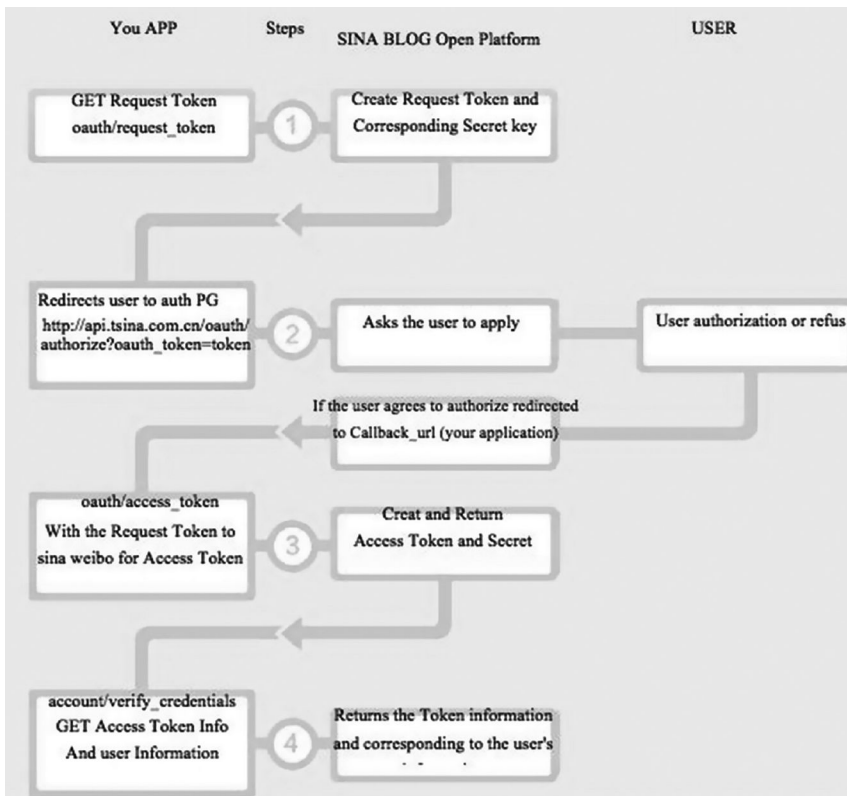 You APP
Steps
SINA BLOG Open Platform
USER
GET Request Token
oauth/request_token
1
Create Request Token and
Corresponding Secret key
Redirects user to auth PG
http://api.tsina.com.cn/oauth/
authorize?oauth_token=token
2
Asks the user to apply
User authorization or refus
If the user agrees to authorize redirected
to Callback_url (your application)
oauth/access_token
With the Request Token to
sina weibo for Access Token
3
Creat and Return
Access Token and Secret
account/verify_credentials
GET Access Token Info
And user Information
4
Returns the Token information
and corresponding to the user's